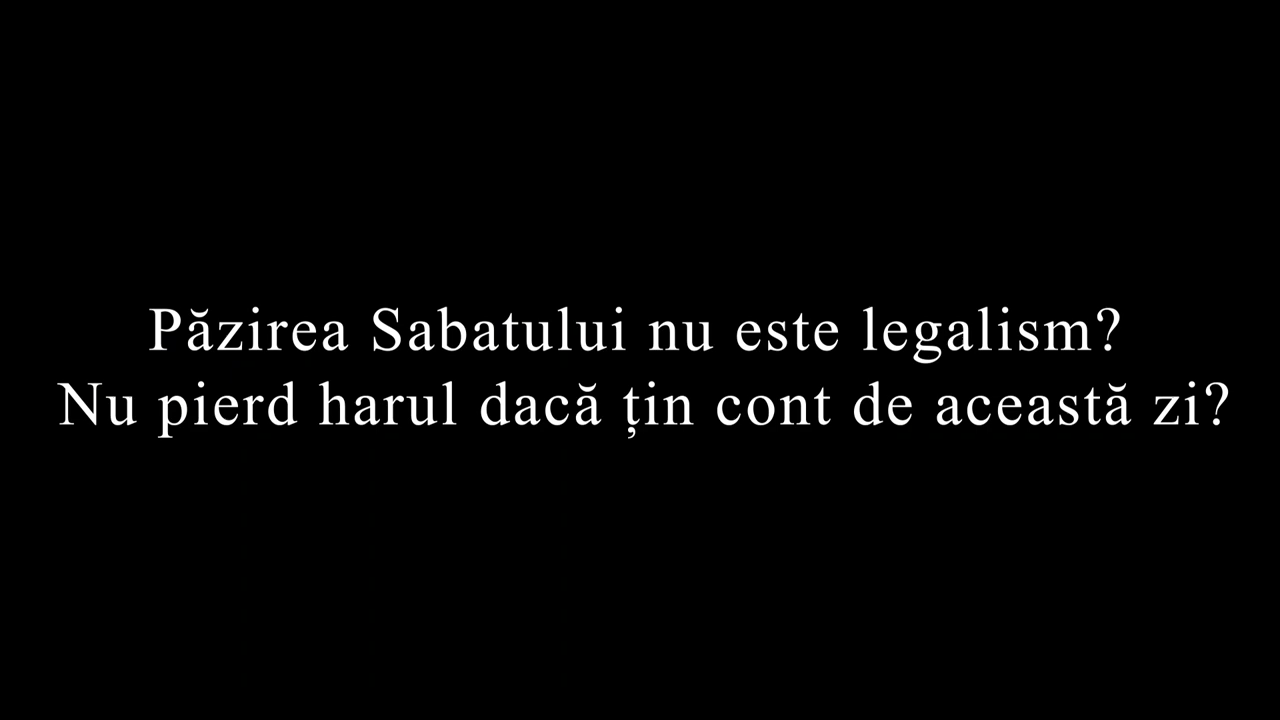 Păzirea Sabatului nu este legalism?
Nu pierd harul dacă țin cont de această zi?